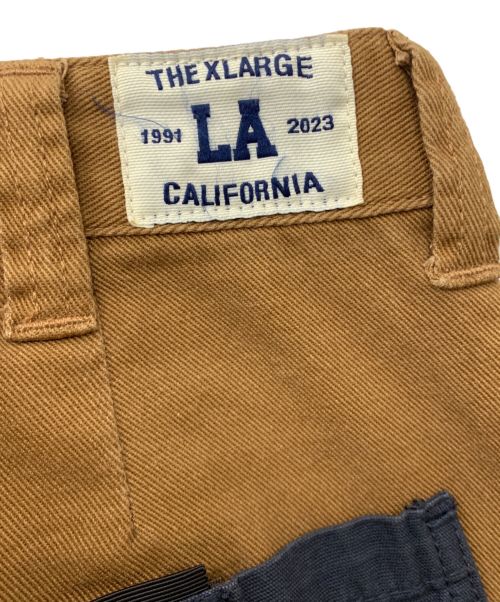 THE XLARGE
1991 LA 2023
CALIFORNIA